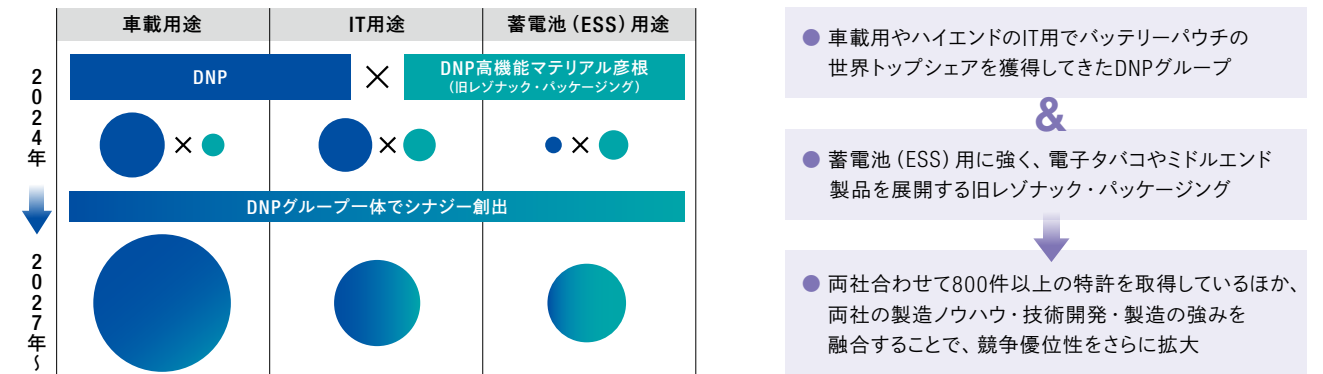 車載用途
IT用途
蓄電池（ESS）用途
2024年
DNP
×
DNP高機能マテリアル彦根
（旧レゾナック・パッケージング）
×
×
×
DNPグループ一体でシナジー創出
2027年～
● 車載用やハイエンドのIT用でバッテリーパウチの
世界トップシェアを獲得してきたDNPグループ
&
● 蓄電池（ESS）用に強く、電子タバコやミドルエンド
製品を展開する旧レゾナック・パッケージング
● 両社合わせて800件以上の特許を取得しているほか、
両社の製造ノウハウ・技術開発・製造の強みを
融合することで、競争優位性をさらに拡大